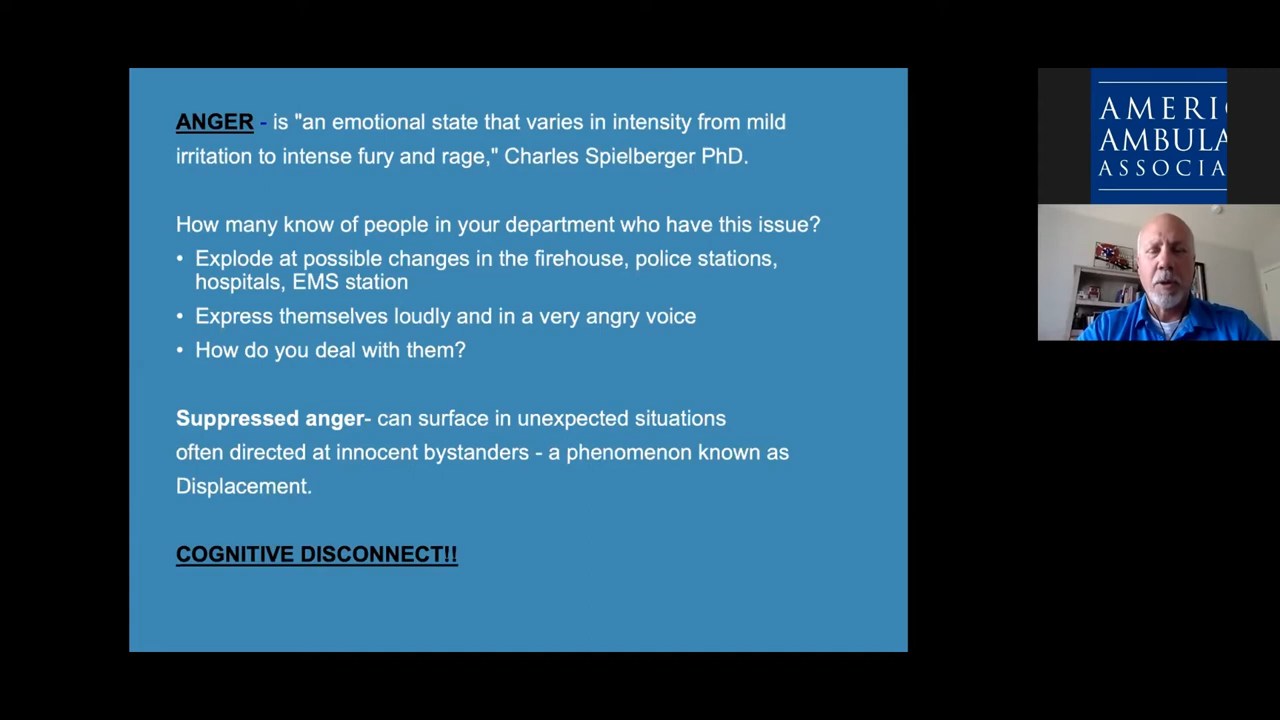 ANGER - is "an emotional state that varies in intensity from mild
irritation to intense fury and rage," Charles Spielberger PhD.
How many know of people in your department who have this issue?
• Explode at possible changes in the firehouse, police stations,
hospitals, EMS station
• Express themselves loudly and in a very angry voice
• How do you deal with them?
Suppressed anger- can surface in unexpected situations
often directed at innocent bystanders - a phenomenon known as
Displacement.
COGNITIVE DISCONNECT!!
AMERI
AMBULA
ASSOCIA